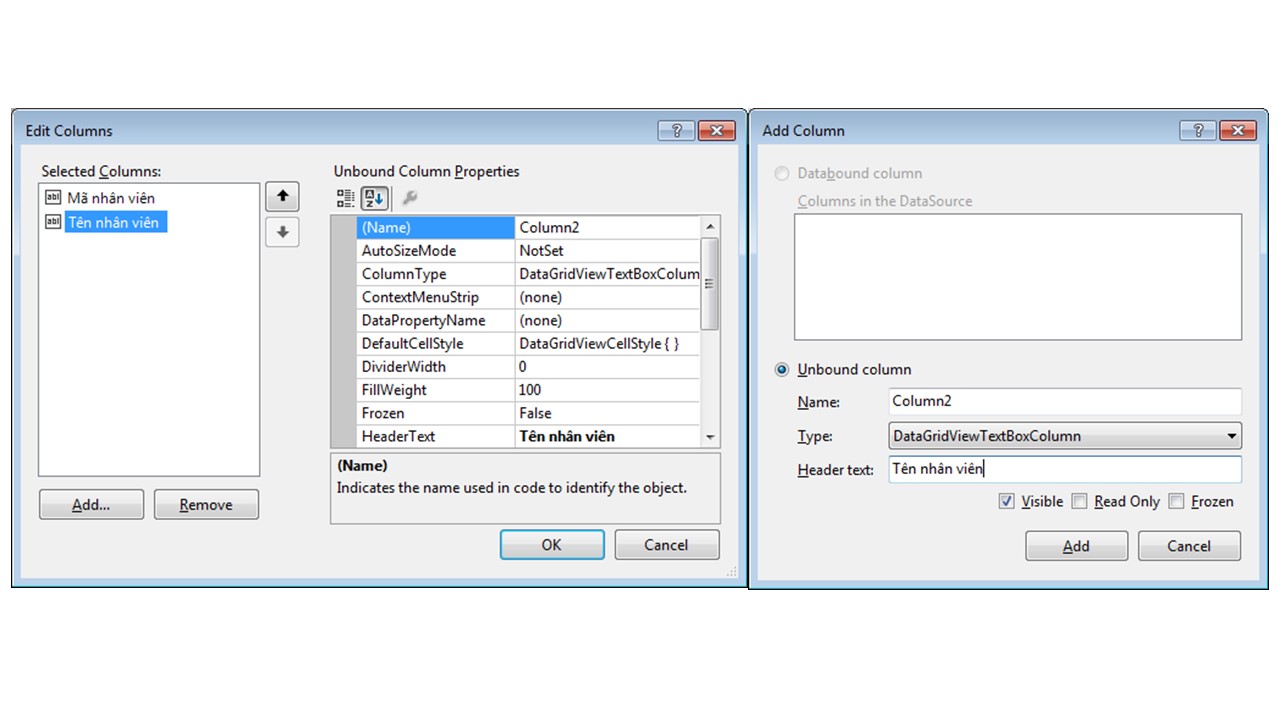 Edit Columns
Selected Columns:
Mã nhân viên
Tên nhân viên
Add...
Remove
Unbound Column Properties
(Name) Column2
AutoSizeMode NotSet
ColumnType DataGridViewTextBoxColum
ContextMenuStrip (none)
DataPropertyName (none)
DefaultCellStyle DataGridViewCellStyle { }
DividerWidth 0
FillWeight 100
Frozen False
HeaderText Tên nhân viên
(Name)
Indicates the name used in code to identify the object.
OK
Cancel
Add Column
Databound column
Columns in the DataSource
Unbound column
Name: Column2
Type: DataGridViewTextBoxColumn
Header text: Tên nhân viên
Visible Read Only Frozen
Add
Cancel